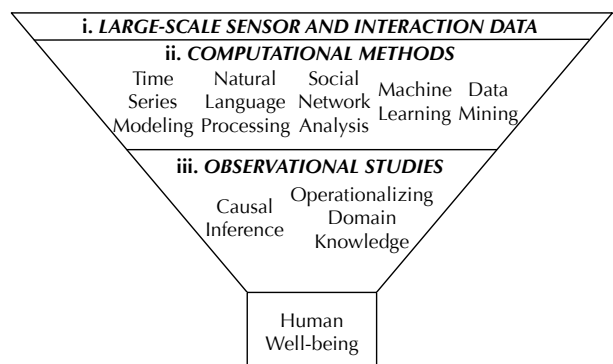 i. LARGE-SCALE SENSOR AND INTERACTION DATA
ii. COMPUTATIONAL METHODS
Time
Series
Modeling
Natural
Language
Processing
Social
Network
Analysis
Machine
Learning
Data
Mining
iii. OBSERVATIONAL STUDIES
Causal
Inference
Operationalizing
Domain
Knowledge
Human
Well-being